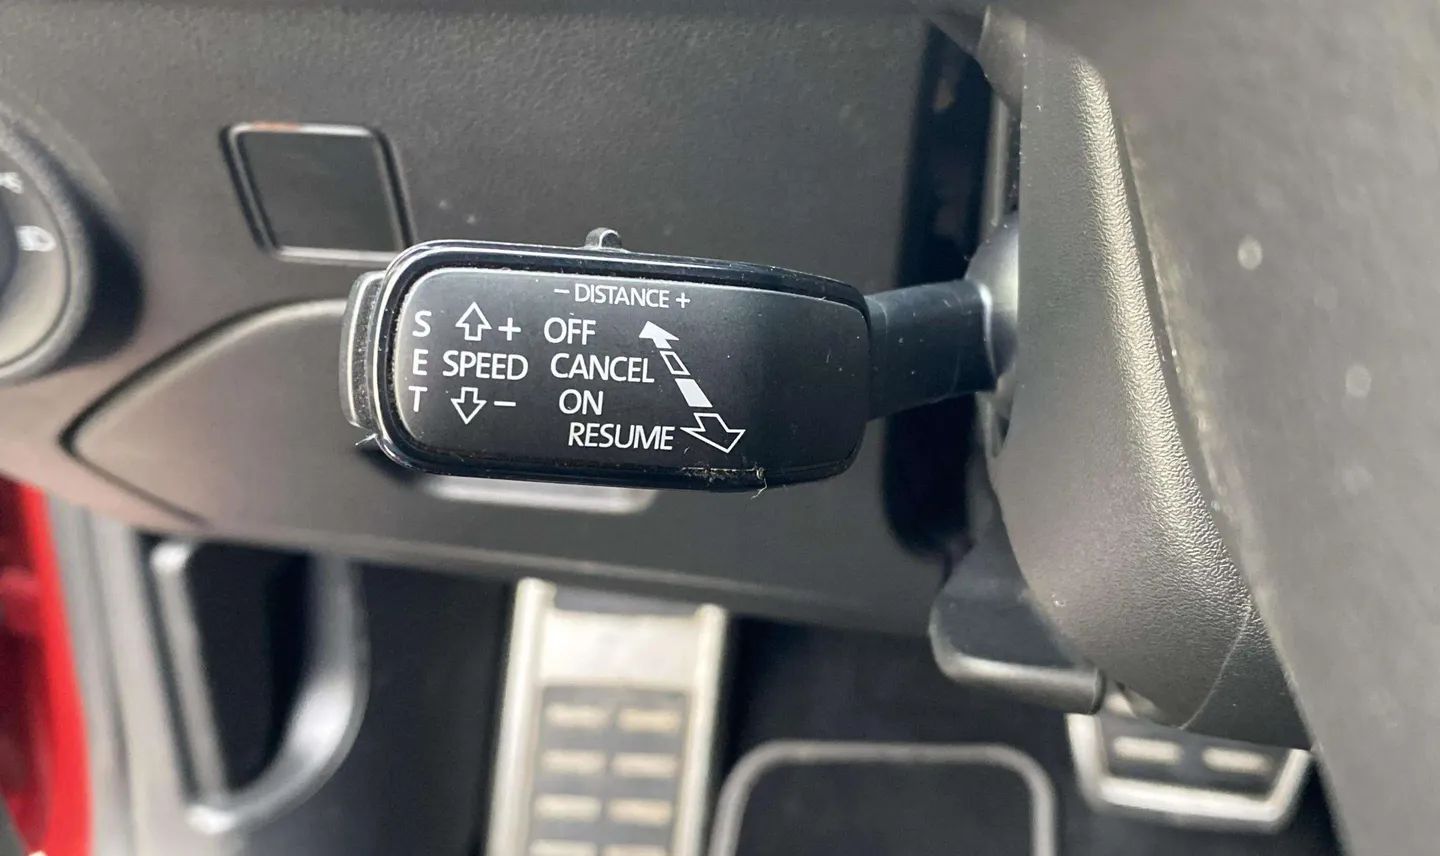 – DISTANCE +
S + OFF
E SPEED CANCEL
T – ON
RESUME